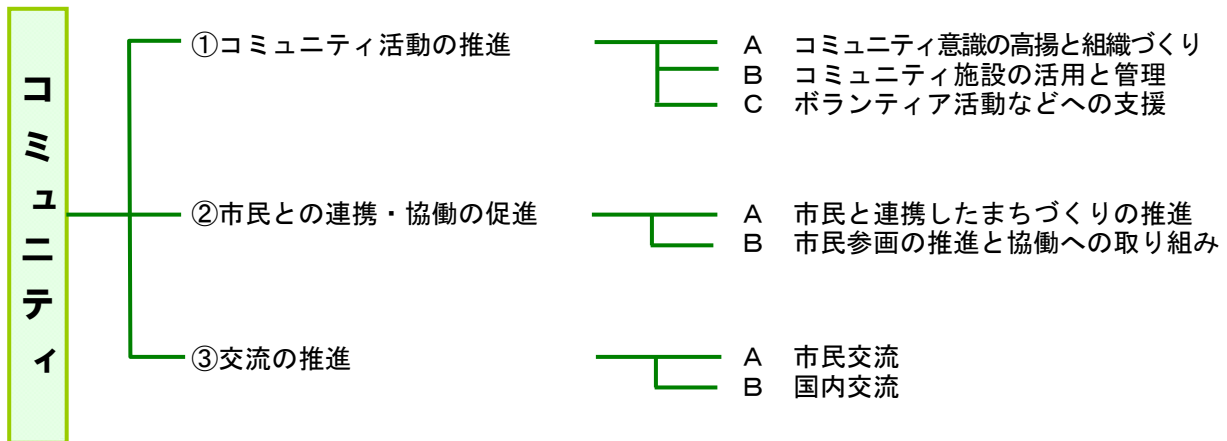 コミュニティ
①コミュニティ活動の推進
A コミュニティ意識の高揚と組織づくり
B コミュニティ施設の活用と管理
C ボランティア活動などへの支援
②市民との連携・協働の促進
A 市民と連携したまちづくりの推進
B 市民参画の推進と協働への取り組み
③交流の推進
A 市民交流
B 国内交流